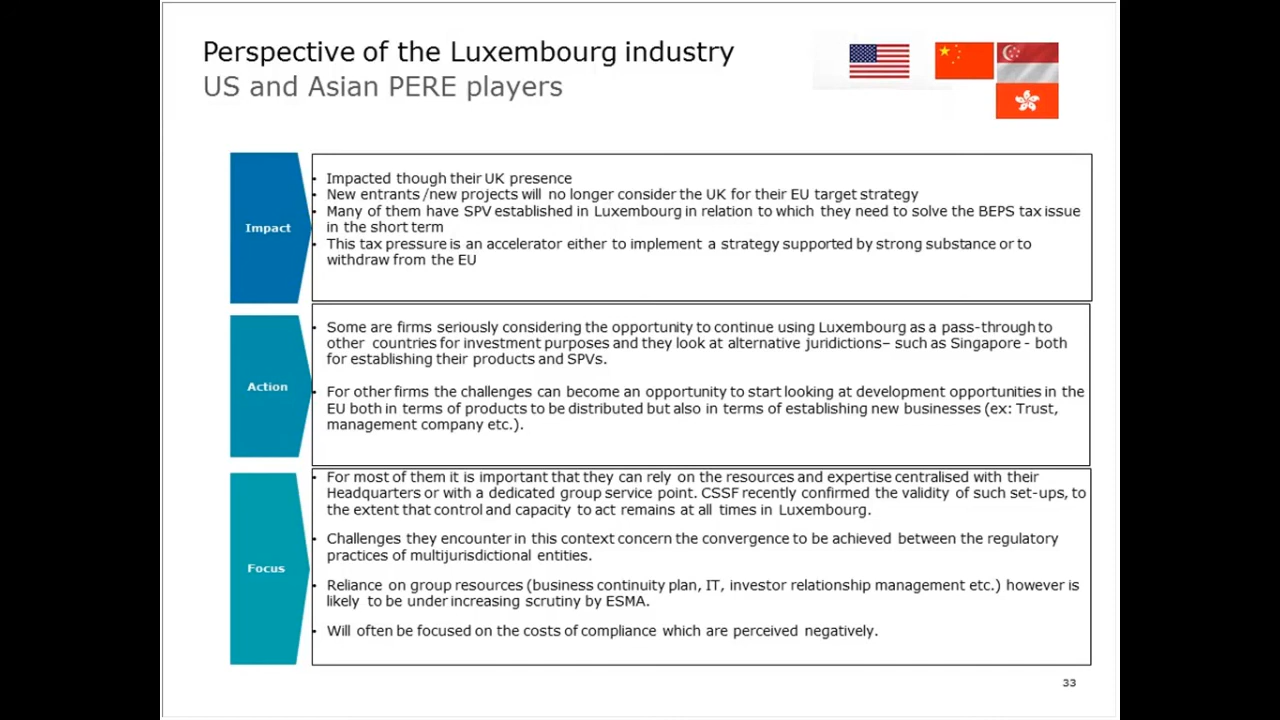 Perspective of the Luxembourg industry
US and Asian PERE players
Impact
• Impacted though their UK presence
• New entrants /new projects will no longer consider the UK for their EU target strategy
• Many of them have SPV established in Luxembourg in relation to which they need to solve the BEPS tax issue
in the short term
• This tax pressure is an accelerator either to implement a strategy supported by strong substance or to
withdraw from the EU
Action
• Some are firms seriously considering the opportunity to continue using Luxembourg as a pass-through to
other countries for investment purposes and they look at alternative juridictions– such as Singapore - both
for establishing their products and SPVs.
• For other firms the challenges can become an opportunity to start looking at development opportunities in the
EU both in terms of products to be distributed but also in terms of establishing new businesses (ex: Trust,
management company etc.).
Focus
• For most of them it is important that they can rely on the resources and expertise centralised with their
Headquarters or with a dedicated group service point. CSSF recently confirmed the validity of such set-ups, to
the extent that control and capacity to act remains at all times in Luxembourg.
• Challenges they encounter in this context concern the convergence to be achieved between the regulatory
practices of multijurisdictional entities.
• Reliance on group resources (business continuity plan, IT, investor relationship management etc.) however is
likely to be under increasing scrutiny by ESMA.
• Will often be focused on the costs of compliance which are perceived negatively.
33